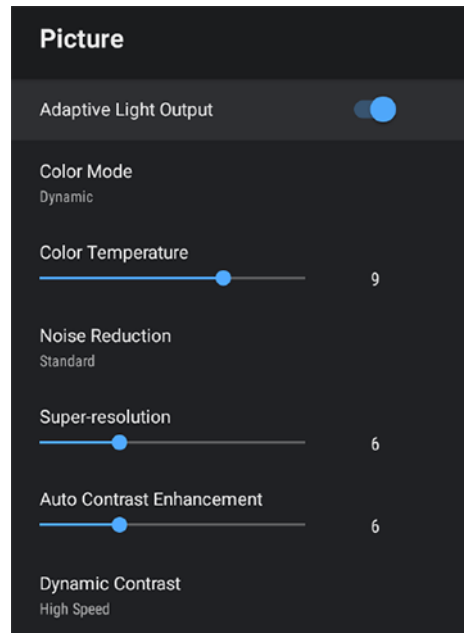 Picture
Adaptive Light Output
Color Mode
Dynamic
Color Temperature
9
Noise Reduction
Standard
Super-resolution
6
Auto Contrast Enhancement
6
Dynamic Contrast
High Speed